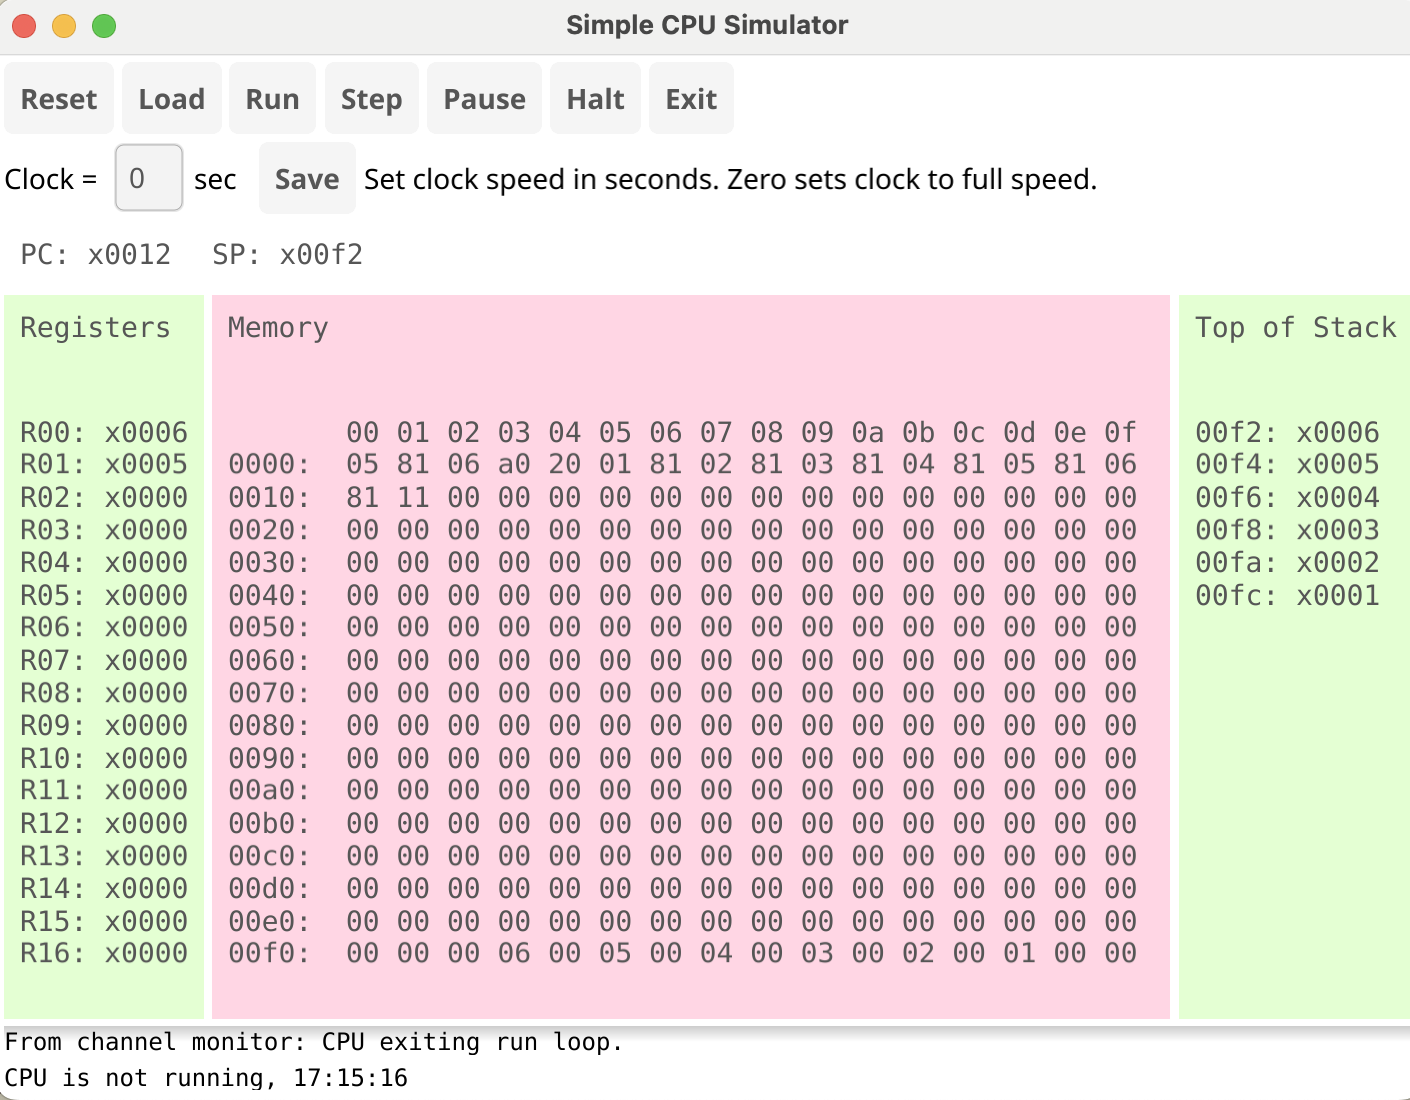 Simple CPU Simulator
Reset Load Run Step Pause Halt Exit
Clock = 0 sec Save Set clock speed in seconds. Zero sets clock to full speed.
PC: x0012 SP: x00f2
Registers Memory Top of Stack
R00: x0006 00 01 02 03 04 05 06 07 08 09 0a 0b 0c 0d 0e 0f 00f2: x0006
R01: x0005 0000: 05 81 06 a0 20 01 81 02 81 03 81 04 81 05 81 06 00f4: x0005
R02: x0000 0010: 81 11 00 00 00 00 00 00 00 00 00 00 00 00 00 00 00f6: x0004
R03: x0000 0020: 00 00 00 00 00 00 00 00 00 00 00 00 00 00 00 00 00f8: x0003
R04: x0000 0030: 00 00 00 00 00 00 00 00 00 00 00 00 00 00 00 00 00fa: x0002
R05: x0000 0040: 00 00 00 00 00 00 00 00 00 00 00 00 00 00 00 00 00fc: x0001
R06: x0000 0050: 00 00 00 00 00 00 00 00 00 00 00 00 00 00 00 00
R07: x0000 0060: 00 00 00 00 00 00 00 00 00 00 00 00 00 00 00 00
R08: x0000 0070: 00 00 00 00 00 00 00 00 00 00 00 00 00 00 00 00
R09: x0000 0080: 00 00 00 00 00 00 00 00 00 00 00 00 00 00 00 00
R10: x0000 0090: 00 00 00 00 00 00 00 00 00 00 00 00 00 00 00 00
R11: x0000 00a0: 00 00 00 00 00 00 00 00 00 00 00 00 00 00 00 00
R12: x0000 00b0: 00 00 00 00 00 00 00 00 00 00 00 00 00 00 00 00
R13: x0000 00c0: 00 00 00 00 00 00 00 00 00 00 00 00 00 00 00 00
R14: x0000 00d0: 00 00 00 00 00 00 00 00 00 00 00 00 00 00 00 00
R15: x0000 00e0: 00 00 00 00 00 00 00 00 00 00 00 00 00 00 00 00
R16: x0000 00f0: 00 00 00 06 00 05 00 04 00 03 00 02 00 01 00 00
From channel monitor: CPU exiting run loop.
CPU is not running, 17:15:16